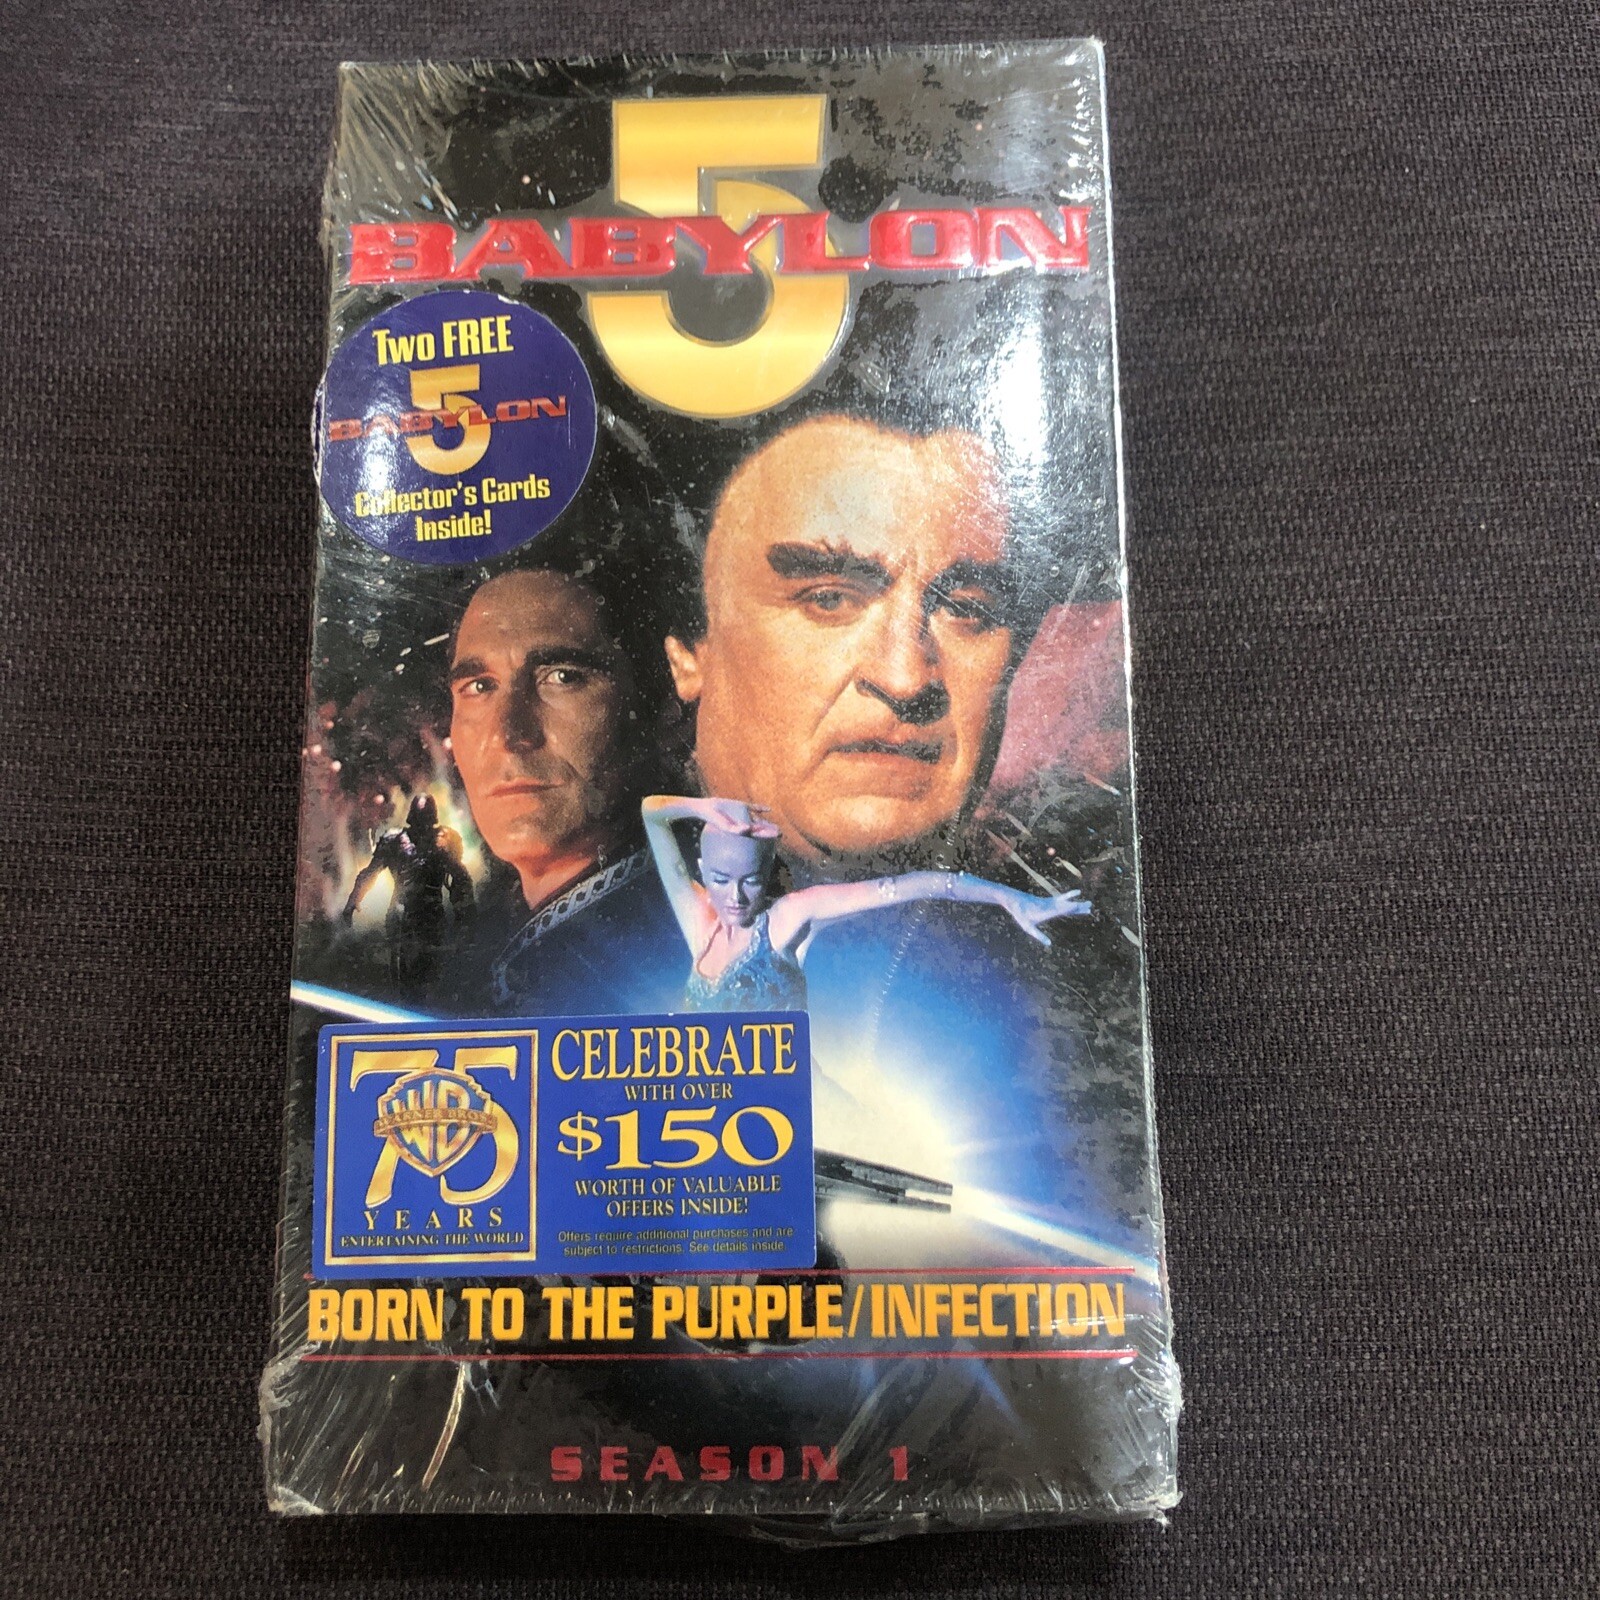 5
BABYLON
Two FREE
5
BABYLON
Collector's Cards
Inside!
75
WB
WARNER BROS
YEARS
ENTERTAINING THE WORLD
CELEBRATE
WITH OVER
$150
WORTH OF VALUABLE
OFFERS INSIDE!
Offers require additional purchases and are
subject to restrictions. See details inside.
BORN TO THE PURPLE/INFECTION
SEASON 1